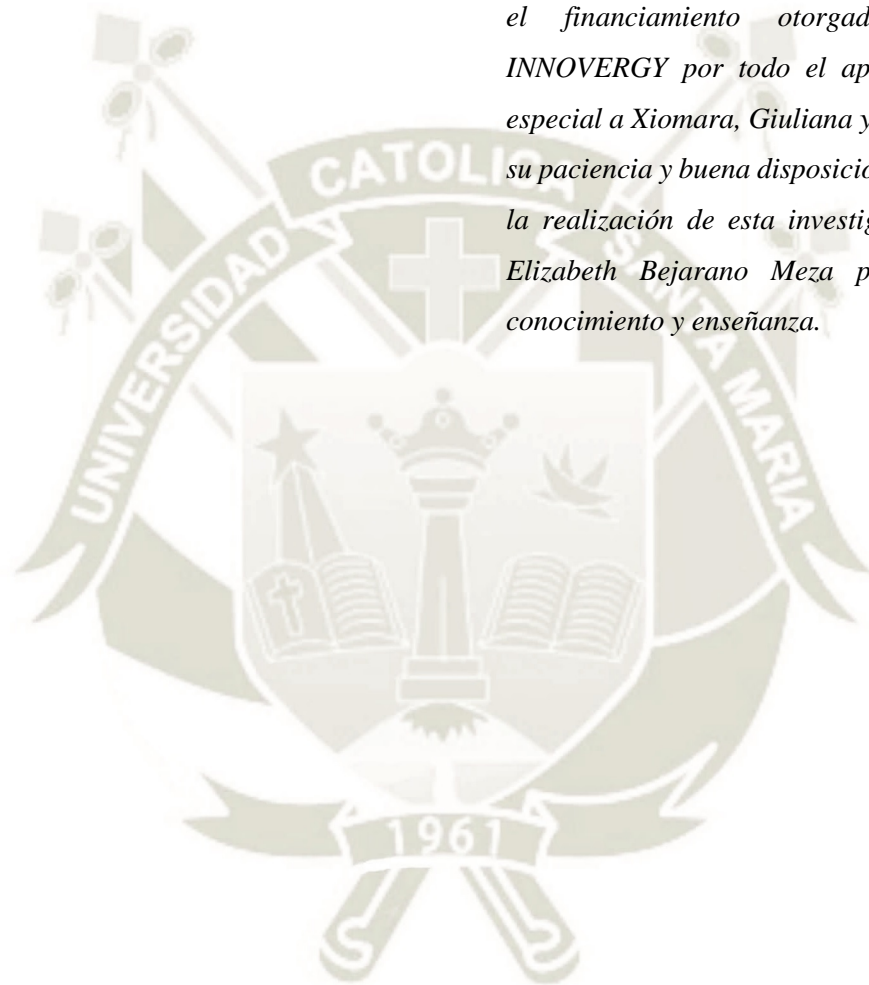 el financiamiento otorgad
INNOVERGY por todo el ap
especial a Xiomara, Giuliana y
su paciencia y buena disposició
la realización de esta investig
Elizabeth Bejarano Meza p
conocimiento y enseñanza.
UNIVERSIDAD CATOLICA SANTA MARIA
1961